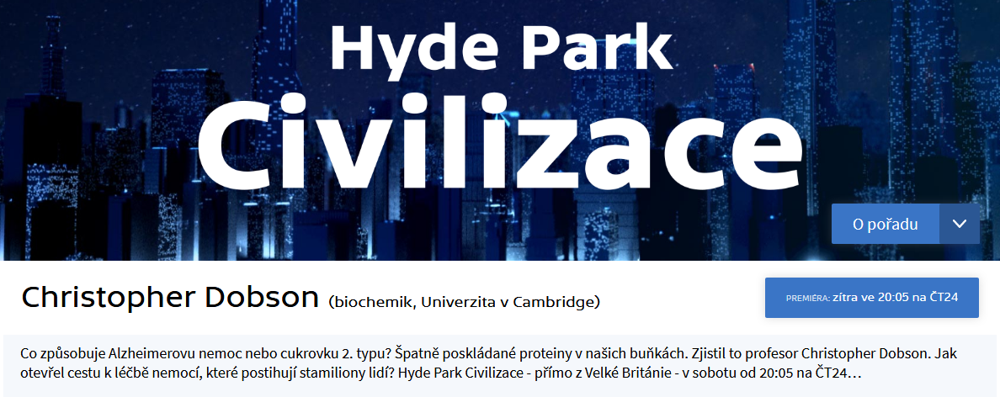 Hyde Park
Civilizace
O pořadu
Christopher Dobson (biochemik, Univerzita v Cambridge)
PREMIÉRA: zítra ve 20:05 na ČT24
Co způsobuje Alzheimerovu nemoc nebo cukrovku 2. typu? Špatně poskládané proteiny v našich buňkách. Zjistil to profesor Christopher Dobson. Jak
otevřel cestu k léčbě nemocí, které postihují stamiliony lidí? Hyde Park Civilizace - přímo z Velké Británie - v sobotu od 20:05 na ČT24…